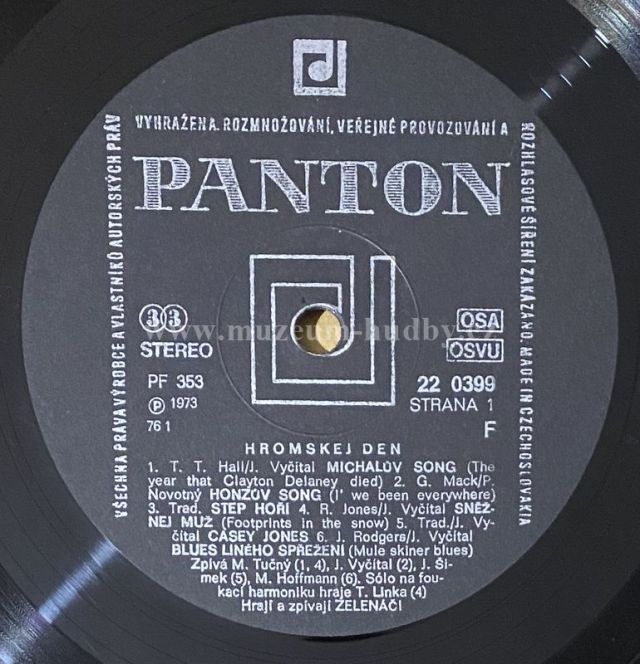 VŠECHNA PRÁVA VÝROBCE A VLASTNÍKŮ AUTORSKÝCH PRÁV
VYHRAŽENA. ROZMNOŽOVÁNÍ, VEŘEJNÉ PROVOZOVÁNÍ A
ROZHLASOVÉ ŠÍŘENÍ ZAKÁZÁNO. MADE IN CZECHOSLOVAKIA
PANTON
33
STEREO
OSA
OSVU
www.muzeum-hudby.cz
PF 353
22 0399
Ⓟ 1973
STRANA 1
76 1
F
HROMSKEJ DEN
1. T. T. Hall/J. Vyčítal MICHALŮV SONG (The
year that Clayton Delaney died) 2. G. Mack/P.
Novotný HONZŮV SONG (I' we been everywhere)
3. Trad. STEP HOŘÍ 4. R. Jones/J. Vyčítal SNĚŽ-
NEJ MUŽ (Footprints in the snow) 5. Trad./J. Vy-
čítal CASEY JONES 6. J. Rodgers/J. Vyčítal
BLUES LÍNÉHO SPŘEŽENÍ (Mule skiner blues)
Zpívá M. Tučný (1, 4), J. Vyčítal (2), J. Ši-
mek (5), M. Hoffmann (6). Sólo na fou-
kací harmoniku hraje T. Linka (4)
Hrají a zpívají ZELENÁČI